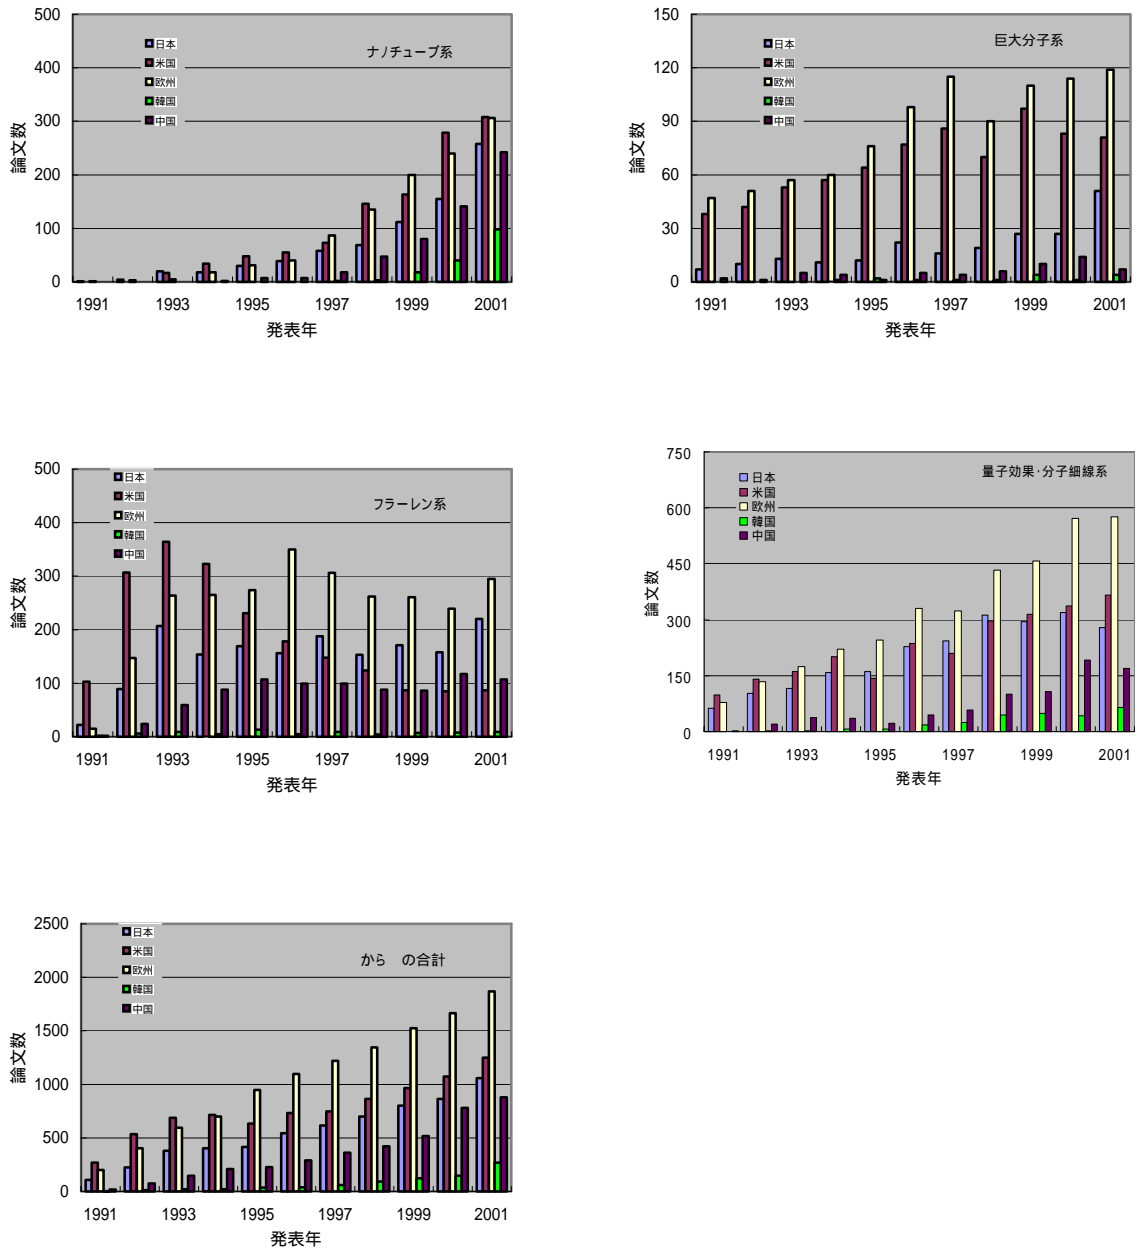 ナノチューブ系
500
400
300
200
100
0
日本
米国
欧州
韓国
中国
論文数
1991 1993 1995 1997 1999 2001
発表年
巨大分子系
150
120
90
60
30
0
日本
米国
欧州
韓国
中国
論文数
1991 1993 1995 1997 1999 2001
発表年
フラーレン系
500
400
300
200
100
0
日本
米国
欧州
韓国
中国
論文数
1991 1993 1995 1997 1999 2001
発表年
量子効果・分子細線系
750
600
450
300
150
0
日本
米国
欧州
韓国
中国
論文数
1991 1993 1995 1997 1999 2001
発表年
から の合計
2500
2000
1500
1000
500
0
日本
米国
欧州
韓国
中国
論文数
1991 1993 1995 1997 1999 2001
発表年